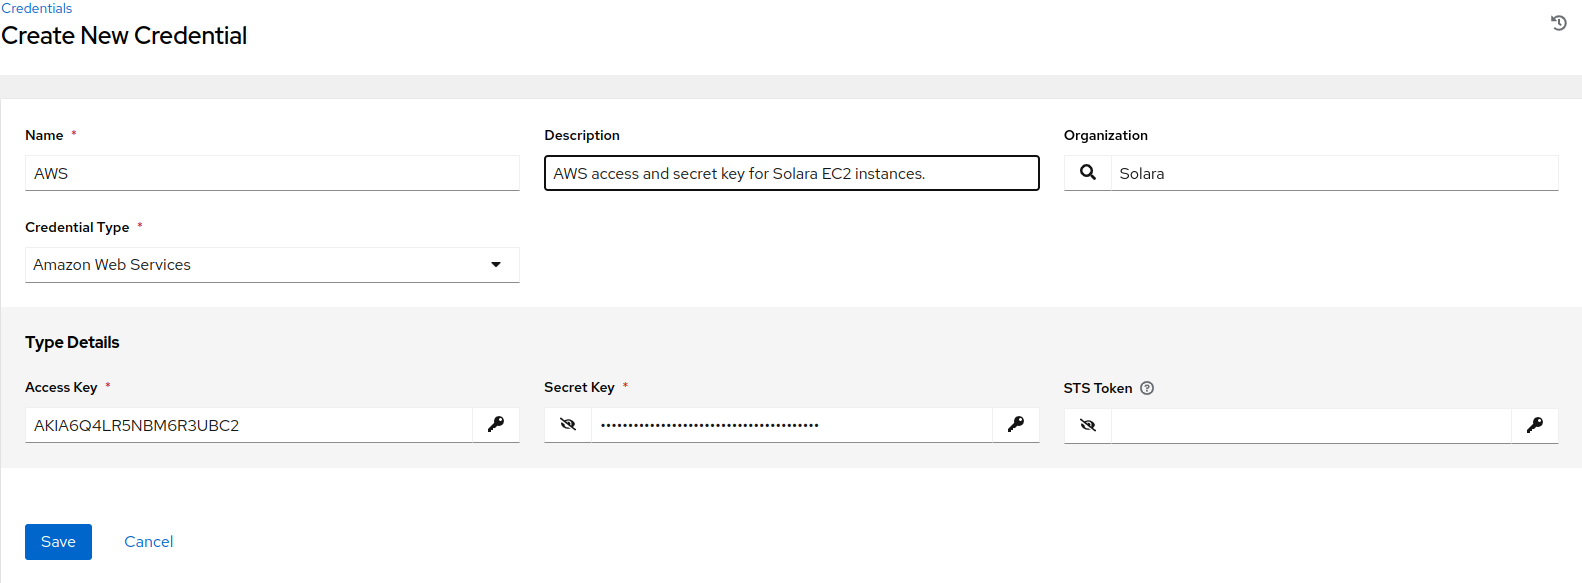 Credentials
Create New Credential
Name *
Description
Organization
AWS
AWS access and secret key for Solara EC2 instances.
Solara
Credential Type *
Amazon Web Services
Type Details
Access Key *
Secret Key *
STS Token
AKIA6Q4LR5NBM6R3UBC2
••••••••••••••••••••••••••••••••••••••••
Save
Cancel